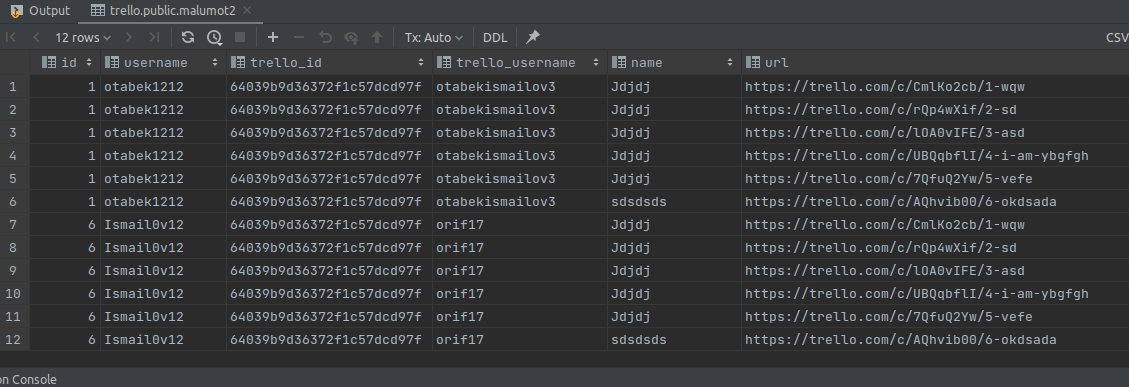 Output trello.public.malumot2
12 rows Tx: Auto DDL CSV
id username trello_id trello_username name url
1 1 otabek1212 64039b9d36372f1c57dcd97f otabekismailov3 Jdjdj https://trello.com/c/CmlKo2cb/1-wqw
2 1 otabek1212 64039b9d36372f1c57dcd97f otabekismailov3 Jdjdj https://trello.com/c/rQp4wXif/2-sd
3 1 otabek1212 64039b9d36372f1c57dcd97f otabekismailov3 Jdjdj https://trello.com/c/lOA0vIFE/3-asd
4 1 otabek1212 64039b9d36372f1c57dcd97f otabekismailov3 Jdjdj https://trello.com/c/UBQqbflI/4-i-am-ybgfgh
5 1 otabek1212 64039b9d36372f1c57dcd97f otabekismailov3 Jdjdj https://trello.com/c/7QfuQ2Yw/5-vefe
6 1 otabek1212 64039b9d36372f1c57dcd97f otabekismailov3 sdsdsds https://trello.com/c/AQhvib00/6-okdsada
7 6 Ismail0v12 64039b9d36372f1c57dcd97f orif17 Jdjdj https://trello.com/c/CmlKo2cb/1-wqw
8 6 Ismail0v12 64039b9d36372f1c57dcd97f orif17 Jdjdj https://trello.com/c/rQp4wXif/2-sd
9 6 Ismail0v12 64039b9d36372f1c57dcd97f orif17 Jdjdj https://trello.com/c/lOA0vIFE/3-asd
10 6 Ismail0v12 64039b9d36372f1c57dcd97f orif17 Jdjdj https://trello.com/c/UBQqbflI/4-i-am-ybgfgh
11 6 Ismail0v12 64039b9d36372f1c57dcd97f orif17 Jdjdj https://trello.com/c/7QfuQ2Yw/5-vefe
12 6 Ismail0v12 64039b9d36372f1c57dcd97f orif17 sdsdsds https://trello.com/c/AQhvib00/6-okdsada
on Console